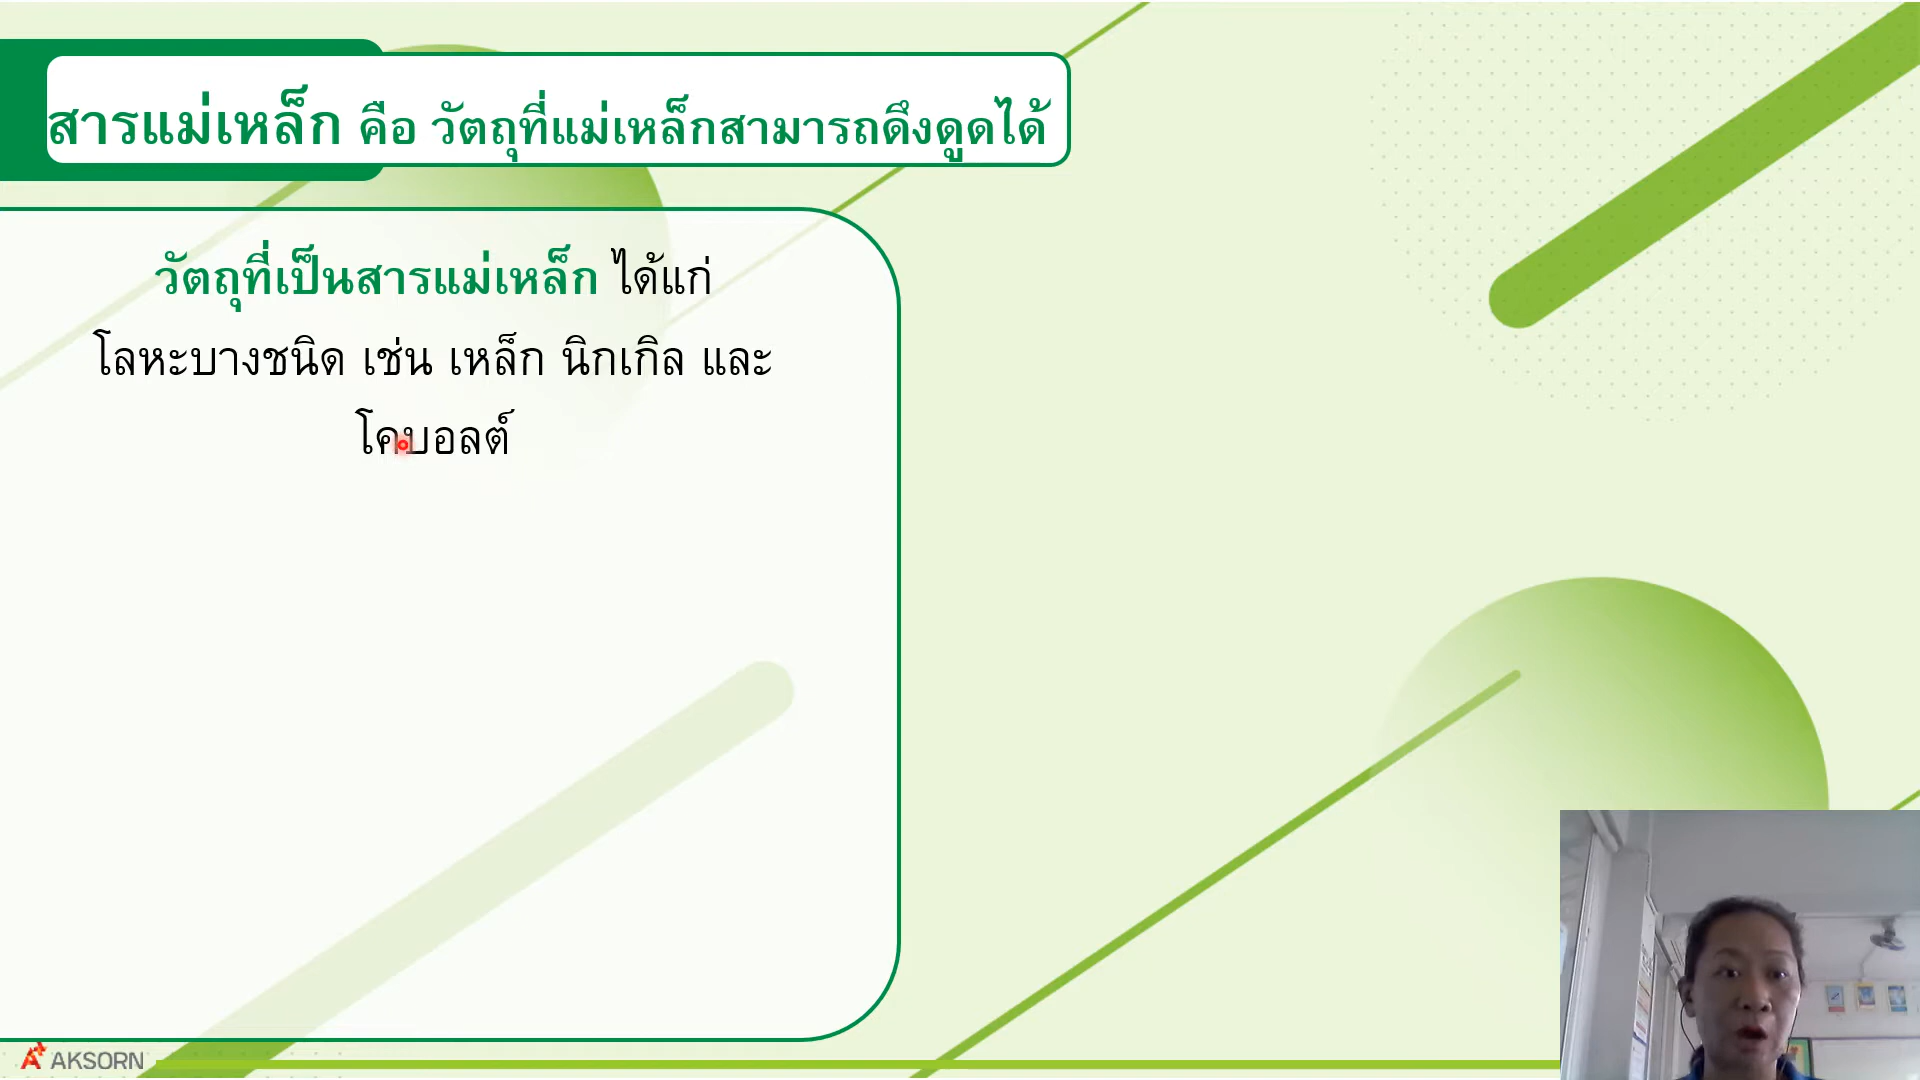 สารแม่เหล็ก คือ วัตถุที่แม่เหล็กสามารถดึงดูดได้
วัตถุที่เป็นสารแม่เหล็ก ได้แก่
โลหะบางชนิด เช่น เหล็ก นิกเกิล และ
โคบอลต์
AKSORN